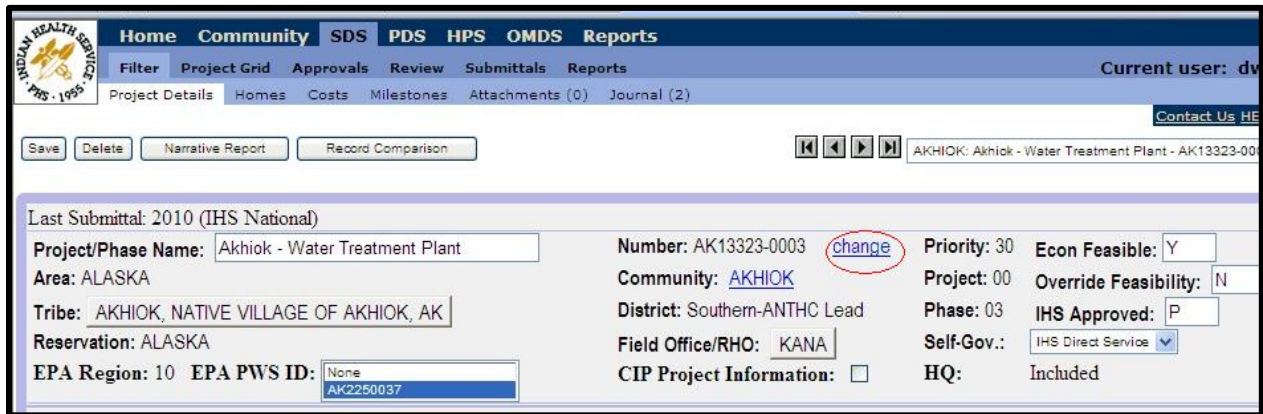 INDIAN HEALTH SERVICE
PHS - 1955
Home Community SDS PDS HPS OMDS Reports
Filter Project Grid Approvals Review Submittals Reports Current user: dw
Project Details Homes Costs Milestones Attachments (0) Journal (2)
Contact Us HE
Save Delete Narrative Report Record Comparison AKHIOK: Akhiok - Water Treatment Plant - AK13323-00
Last Submittal: 2010 (IHS National)
Project/Phase Name: Akhiok - Water Treatment Plant Number: AK13323-0003 change Priority: 30 Econ Feasible: Y
Area: ALASKA Community: AKHIOK Project: 00 Override Feasibility: N
Tribe: AKHIOK, NATIVE VILLAGE OF AKHIOK, AK District: Southern-ANTHC Lead Phase: 03 IHS Approved: P
Reservation: ALASKA Field Office/RHO: KANA Self-Gov.: IHS Direct Service
EPA Region: 10 EPA PWS ID: None CIP Project Information: HQ: Included
AK2250037